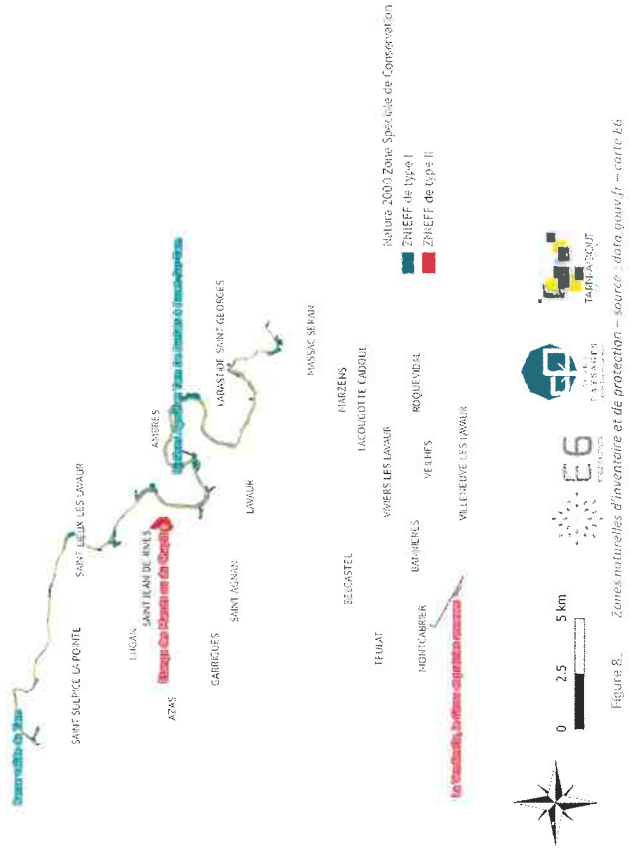 SAINT SULPICE LA POINTE
SAINT LIEUX LES LAVAUR
AMBRES
LUGAN
SAINT JEAN DE RIVES
AZAS
LABASTIDE SAINT GEORGES
GARRIGUES
SAINT AGNAN
LAVAUR
MASSAC SERAN
BELCASTEL
MARZENS
LACOUGOTTE CADOUL
TEULAT
VIVIERS LES LAVAUR
BANNIERES
VEILHES
ROQUEVIDAL
MONTCABRIER
VILLENEUVE LES LAVAUR
Natura 2000 Zone Spéciale de Conservation
ZNIEFF de type I
ZNIEFF de type II
0 2.5 5 km
E6
PAYSAGES
TARN-AGOUT
Figure 8. Zones naturelles d'inventaire et de protection – source : data.gouv.fr – carte E6